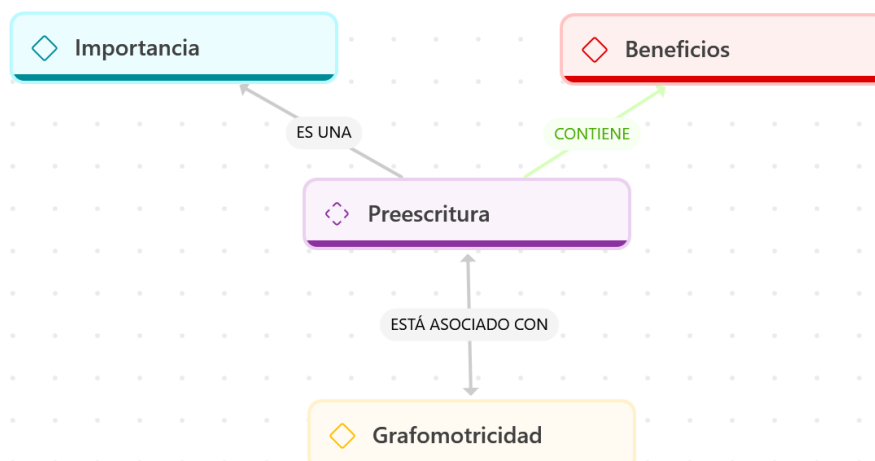 Importancia
Beneficios
ES UNA
CONTIENE
Preescritura
ESTÁ ASOCIADO CON
Grafomotricidad